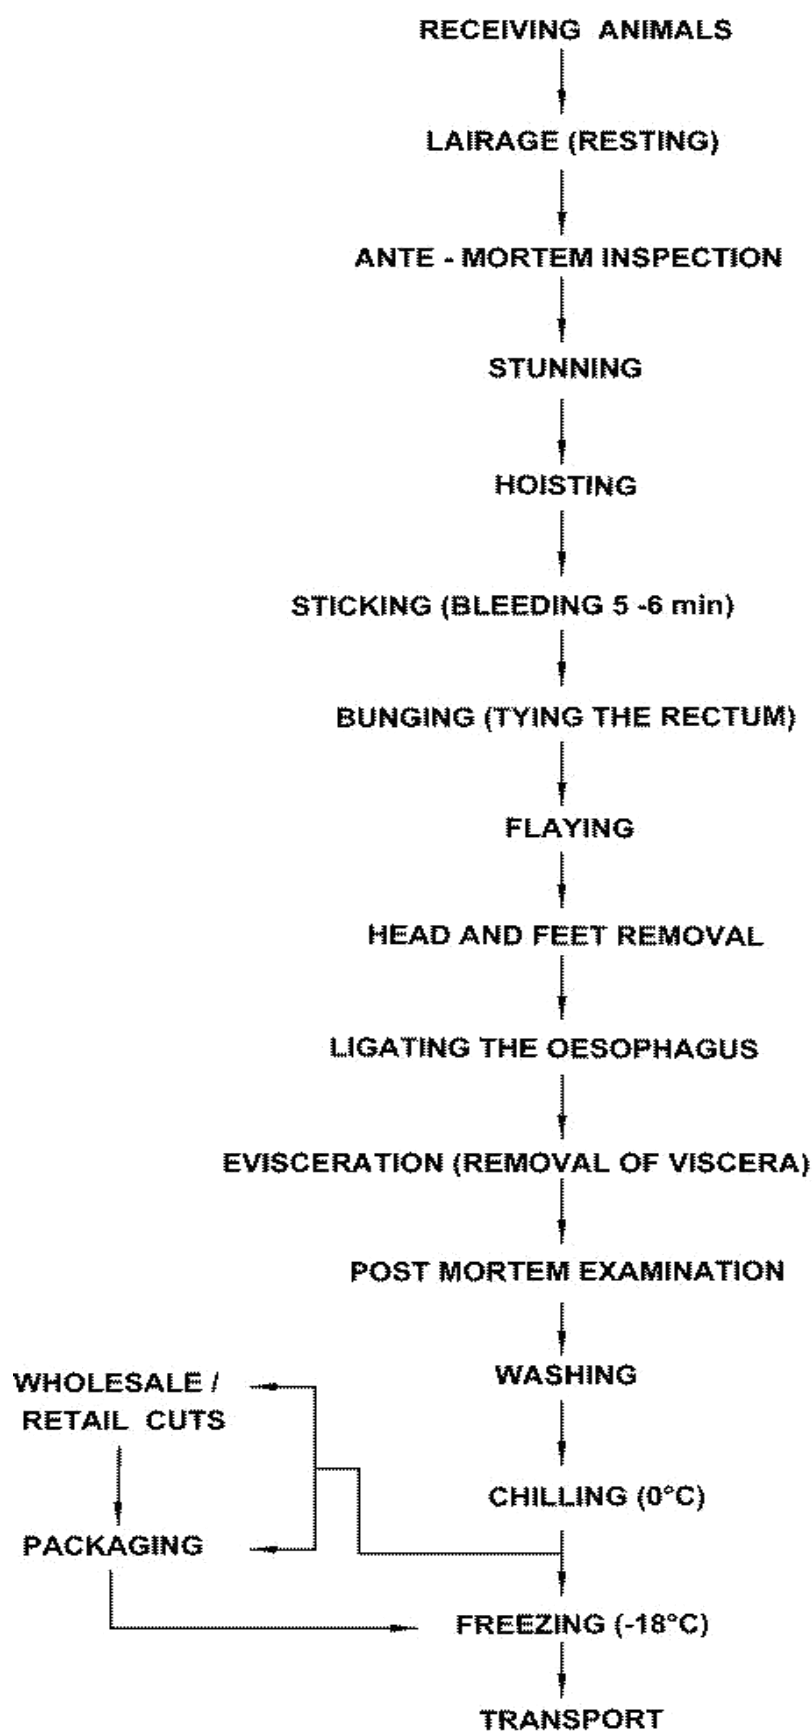 RECEIVING ANIMALS
LAIRAGE (RESTING)
ANTE - MORTEM INSPECTION
STUNNING
HOISTING
STICKING (BLEEDING 5 -6 min)
BUNGING (TYING THE RECTUM)
FLAYING
HEAD AND FEET REMOVAL
LIGATING THE OESOPHAGUS
EVISCERATION (REMOVAL OF VISCERA)
POST MORTEM EXAMINATION
WASHING
WHOLESALE /
RETAIL CUTS
CHILLING (0°C)
PACKAGING
FREEZING (-18°C)
TRANSPORT